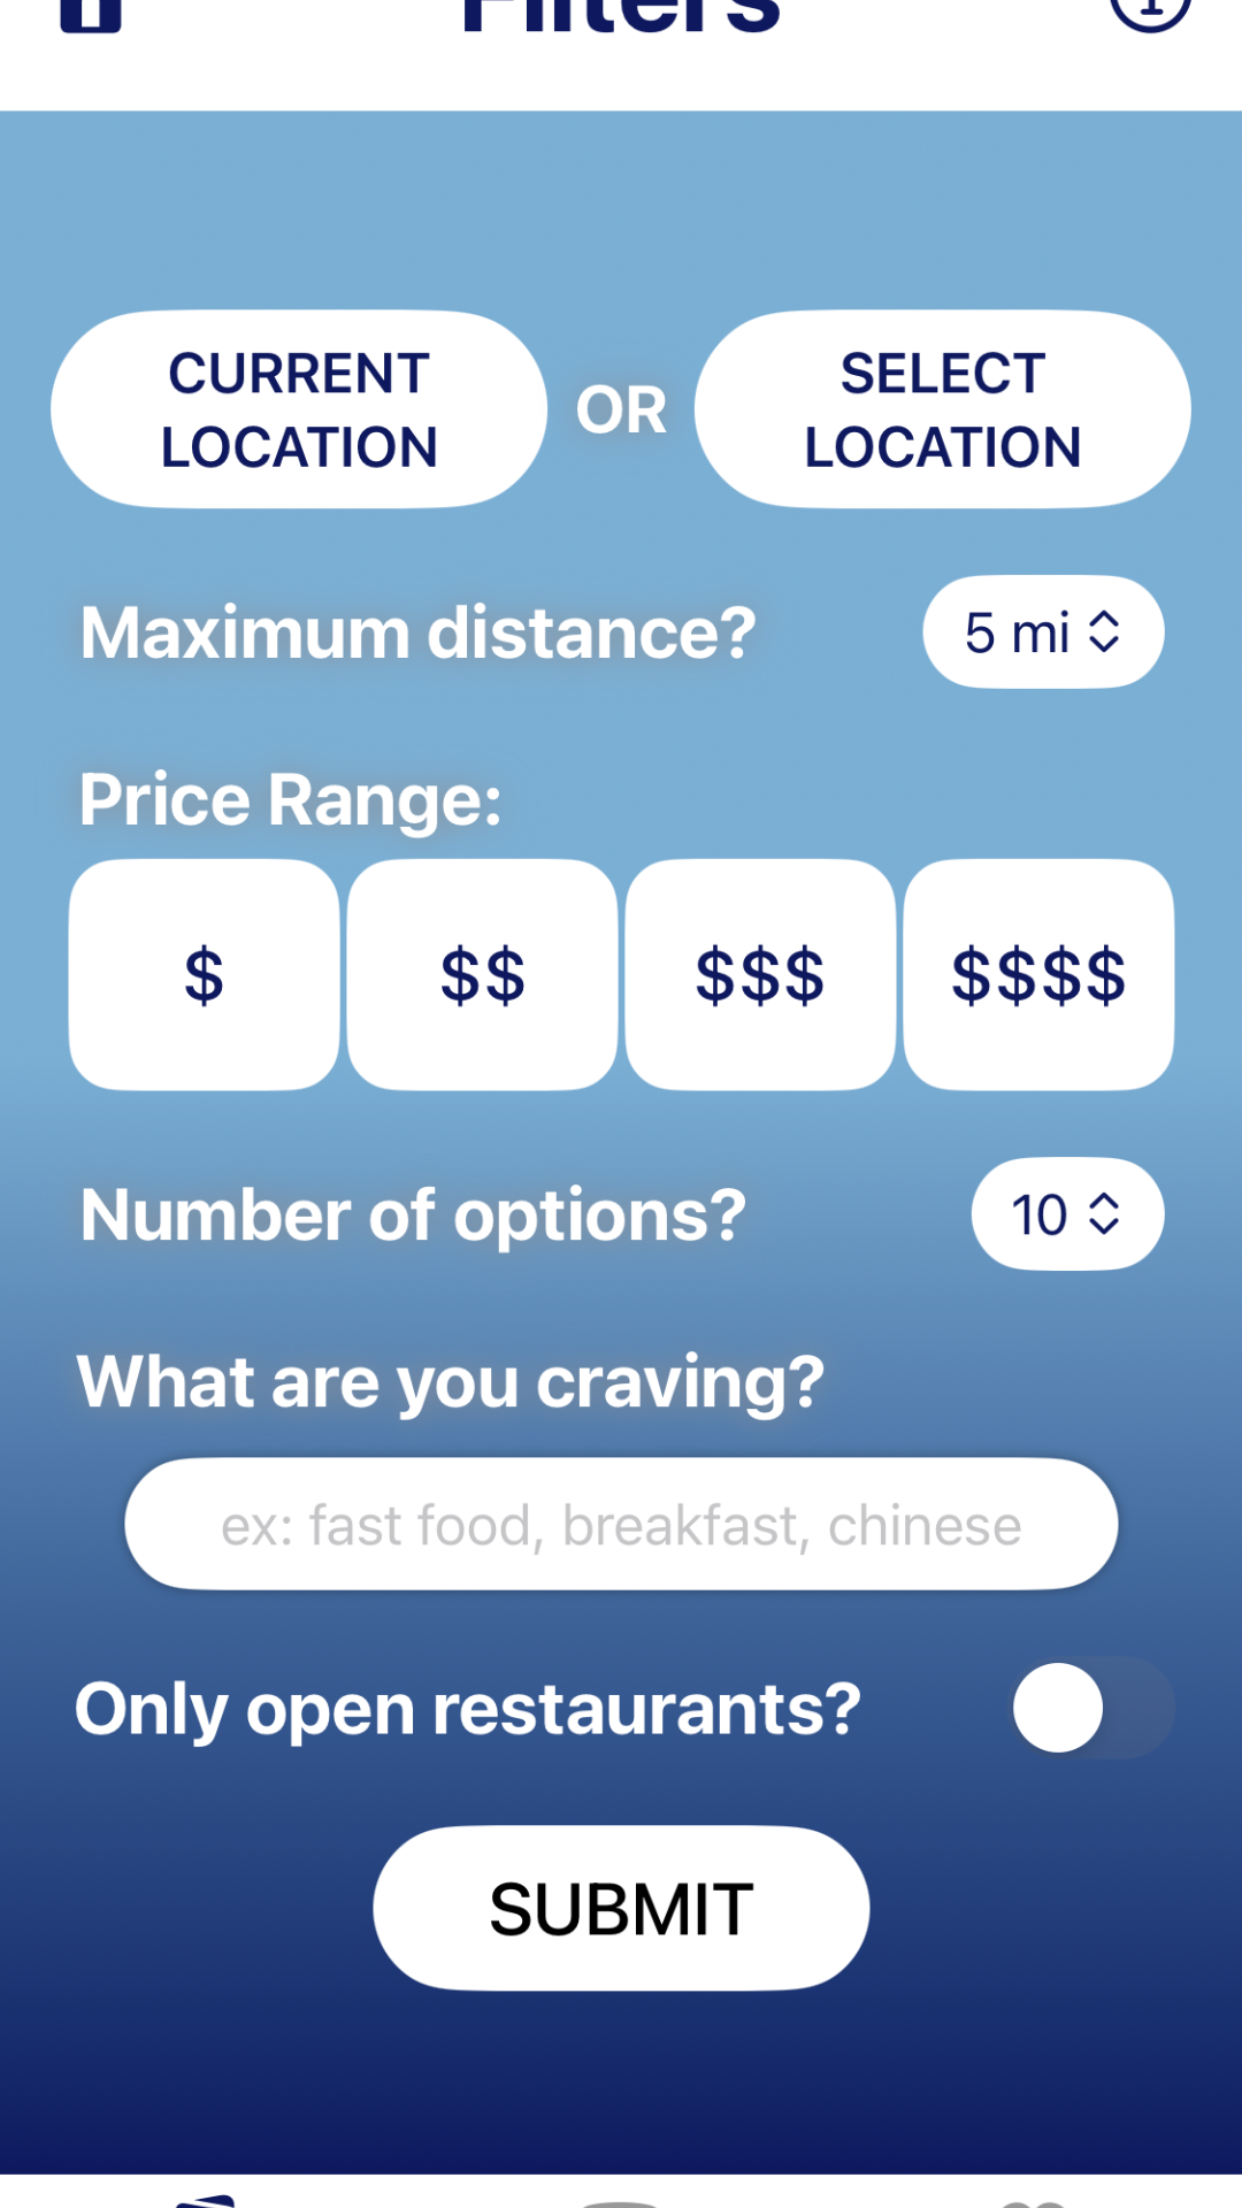 Filters
CURRENT
LOCATION
OR
SELECT
LOCATION
Maximum distance?
5 mi
Price Range:
$
$$
$$$
$$$$
Number of options?
10
What are you craving?
ex: fast food, breakfast, chinese
Only open restaurants?
SUBMIT